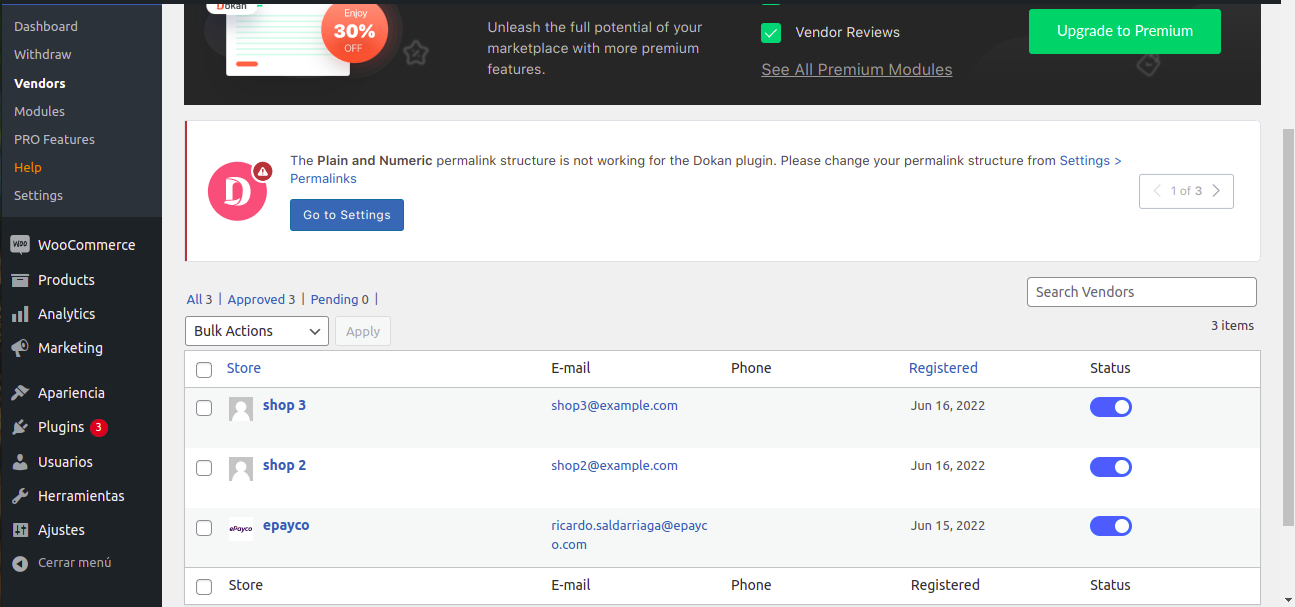 Dashboard
Withdraw
Vendors
Modules
PRO Features
Help
Settings
WooCommerce
Products
Analytics
Marketing
Apariencia
Plugins 3
Usuarios
Herramientas
Ajustes
Cerrar menú
Dokan
Enjoy
30%
OFF
Unleash the full potential of your
marketplace with more premium
features.
Vendor Reviews
See All Premium Modules
Upgrade to Premium
The Plain and Numeric permalink structure is not working for the Dokan plugin. Please change your permalink structure from Settings >
Permalinks
Go to Settings
1 of 3
All 3 | Approved 3 | Pending 0 |
Search Vendors
Bulk Actions
Apply
3 items
Store E-mail Phone Registered Status
shop 3 shop3@example.com Jun 16, 2022
shop 2 shop2@example.com Jun 16, 2022
ePayco epayco ricardo.saldarriaga@epayc Jun 15, 2022
o.com
Store E-mail Phone Registered Status